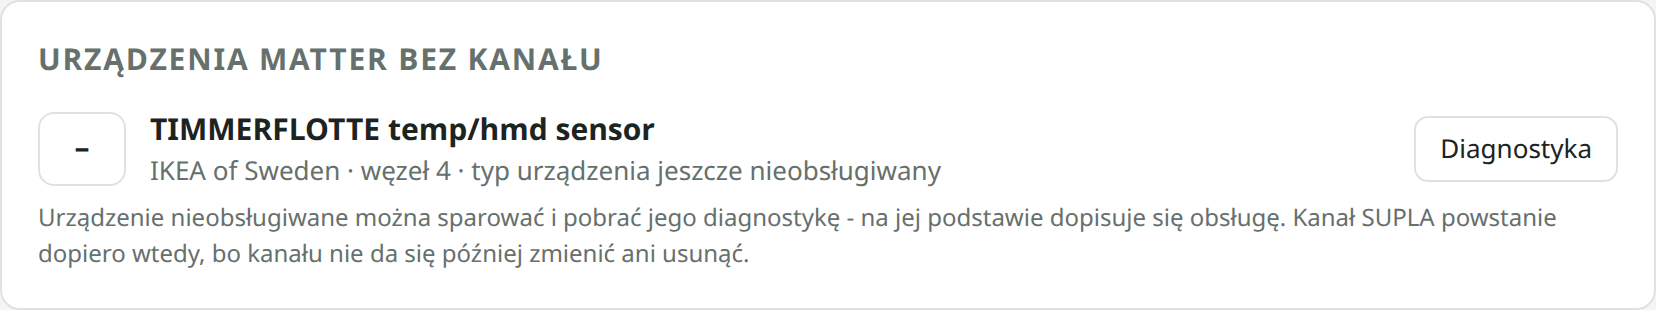 URZĄDZENIA MATTER BEZ KANAŁU
–
TIMMERFLOTTE temp/hmd sensor
IKEA of Sweden · węzeł 4 · typ urządzenia jeszcze nieobsługiwany
Diagnostyka
Urządzenie nieobsługiwane można sparować i pobrać jego diagnostykę - na jej podstawie dopisuje się obsługę. Kanał SUPLA powstanie
dopiero wtedy, bo kanału nie da się później zmienić ani usunąć.